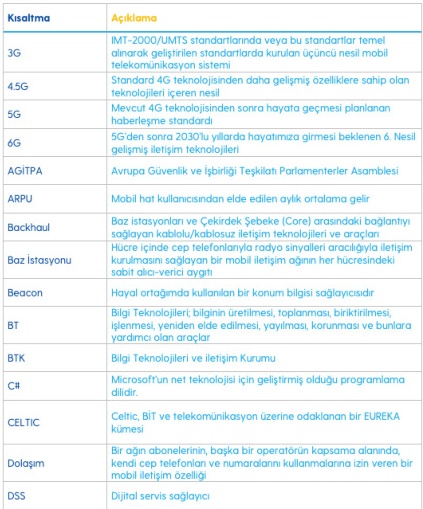 Kısaltma Açıklama
3G
IMT-2000/UMTS standartlarında veya bu standartlar temel
alınarak geliştirilen standartlarda kurulan üçüncü nesil mobil
telekomünikasyon sistemi
4.5G
Standard 4G teknolojisinden daha gelişmiş özelliklere sahip olan
teknolojileri içeren nesil
5G
Mevcut 4G teknolojisinden sonra hayata geçmesi planlanan
haberleşme standardı
6G
5G'den sonra 2030'lu yıllarda hayatımıza girmesi beklenen 6. Nesil
gelişmiş iletişim teknolojileri
AGİTPA Avrupa Güvenlik ve İşbirliği Teşkilatı Parlamenterler Asamblesi
ARPU Mobil hat kullanıcısından elde edilen aylık ortalama gelir
Backhaul
Baz istasyonları ve Çekirdek Şebeke (Core) arasındaki bağlantıyı
sağlayan kablolu/kablosuz iletişim teknolojileri ve araçları
Baz İstasyonu
Hücre içinde cep telefonlarıyla radyo sinyalleri aracılığıyla iletişim
kurulmasını sağlayan bir mobil iletişim ağının her hücresindeki
sabit alıcı-verici aygıtı
Beacon Hayal ortağımda kullanılan bir konum bilgisi sağlayıcısıdır
BT
Bilgi Teknolojileri; bilginin üretilmesi, toplanması, biriktirilmesi,
işlenmesi, yeniden elde edilmesi, yayılması, korunması ve bunlara
yardımcı olan araçlar
BTK Bilgi Teknolojileri ve iletişim Kurumu
C#
Microsoft'un net teknolojisi için geliştirmiş olduğu programlama
dilidir.
CELTIC
Celtic, BİT ve telekomünikasyon üzerine odaklanan bir EUREKA
kümesi
Dolaşım
Bir ağın abonelerinin, başka bir operatörün kapsama alanında,
kendi cep telefonları ve numaralarını kullanmalarına izin veren bir
mobil iletişim özelliği
DSS Dijital servis sağlayıcı